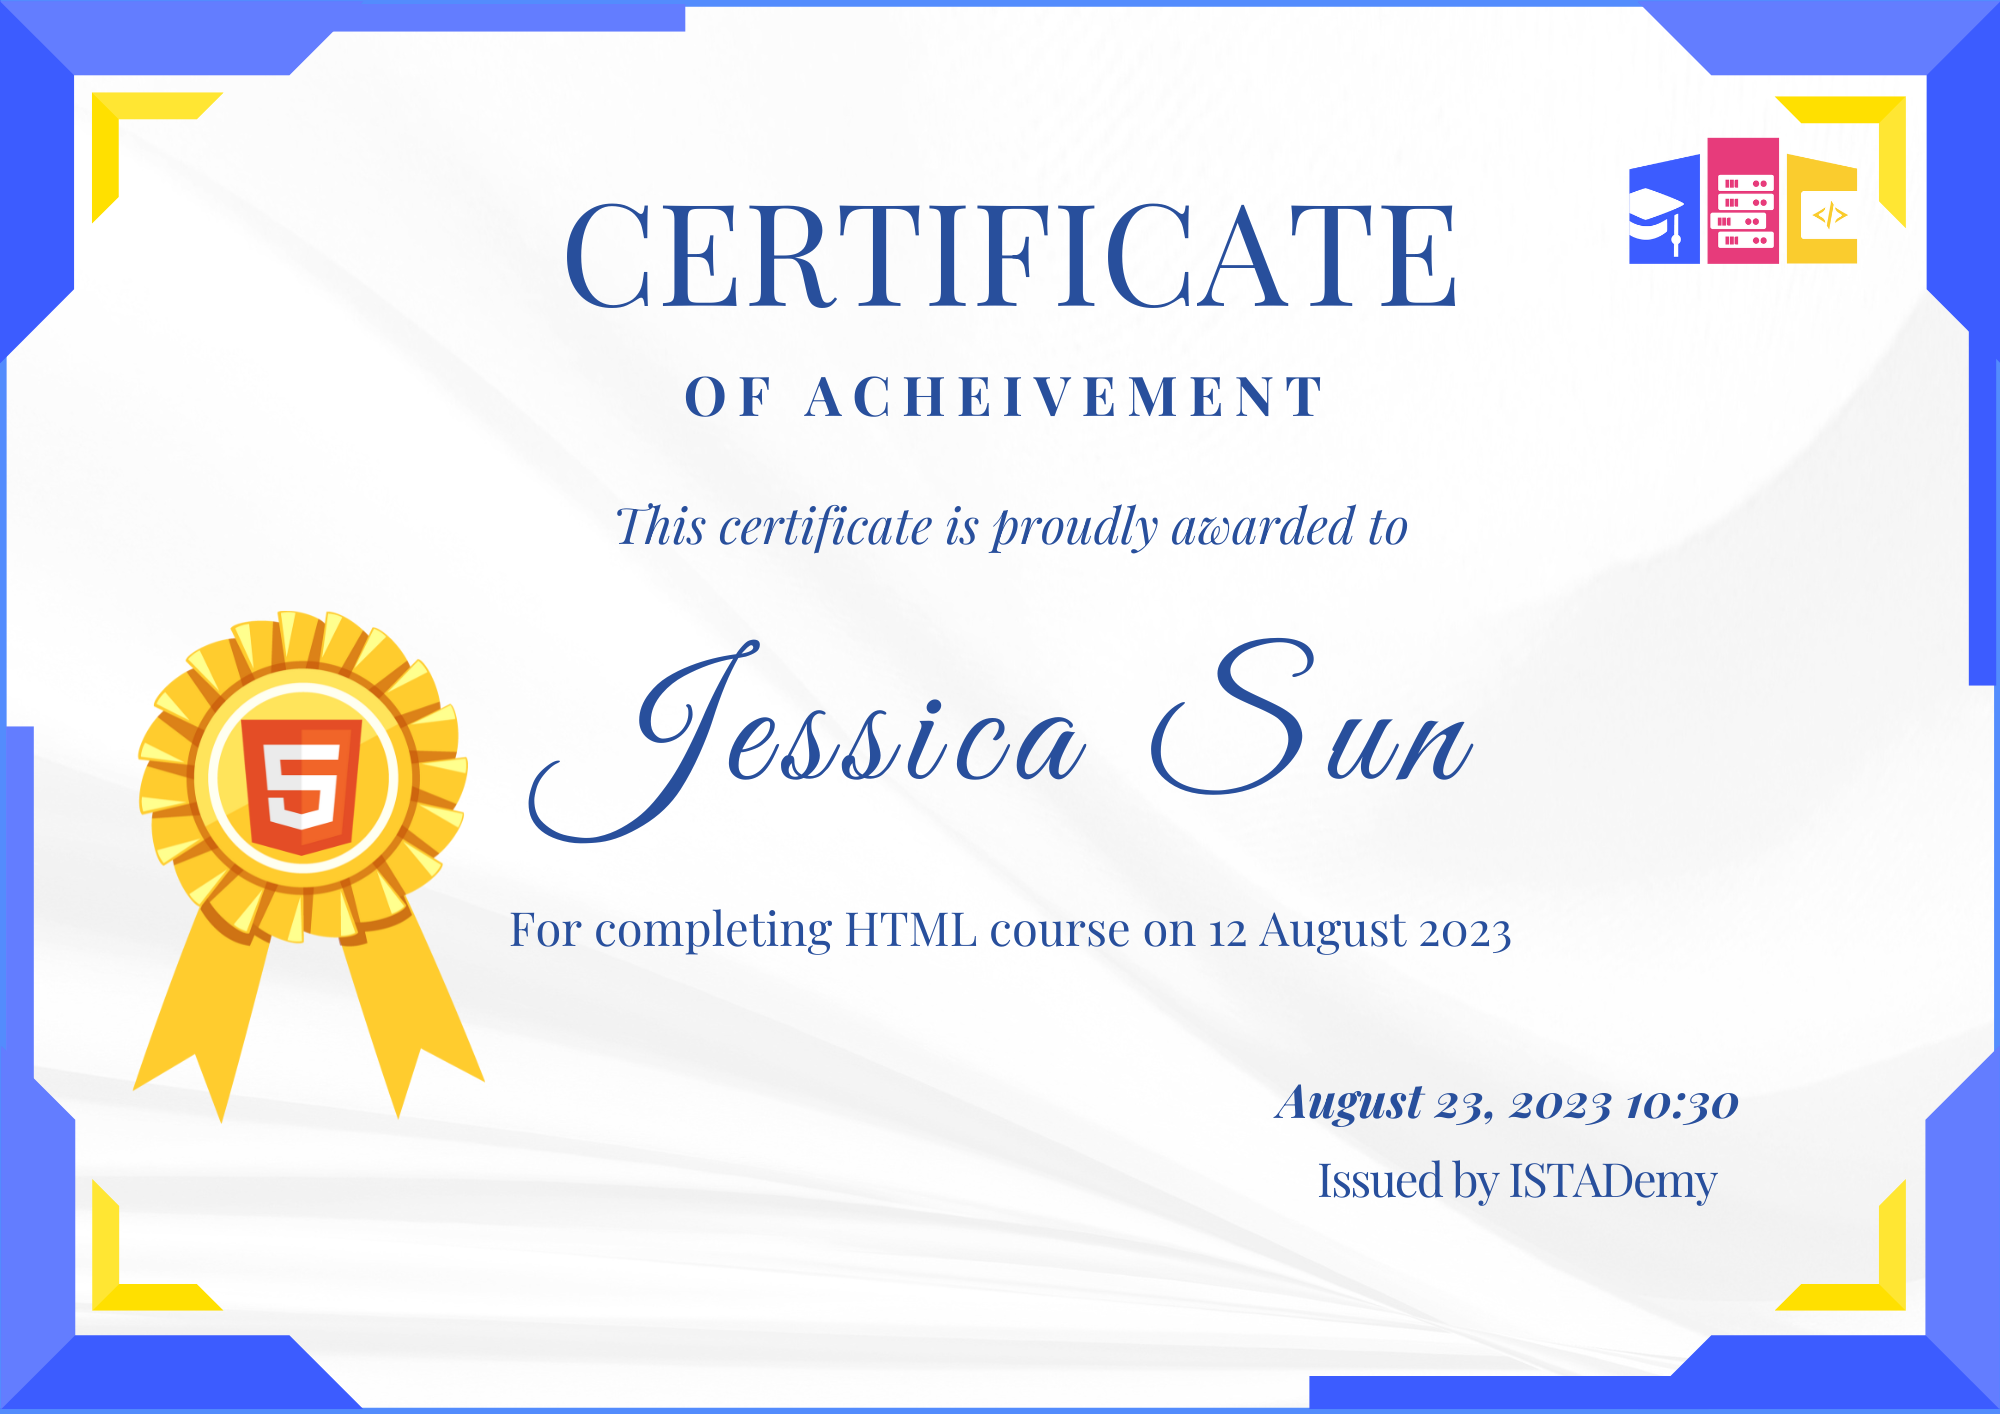 CERTIFICATE
OF ACHEIVEMENT
This certificate is proudly awarded to
Jessica Sun
For completing HTML course on 12 August 2023
August 23, 2023 10:30
Issued by ISTADemy